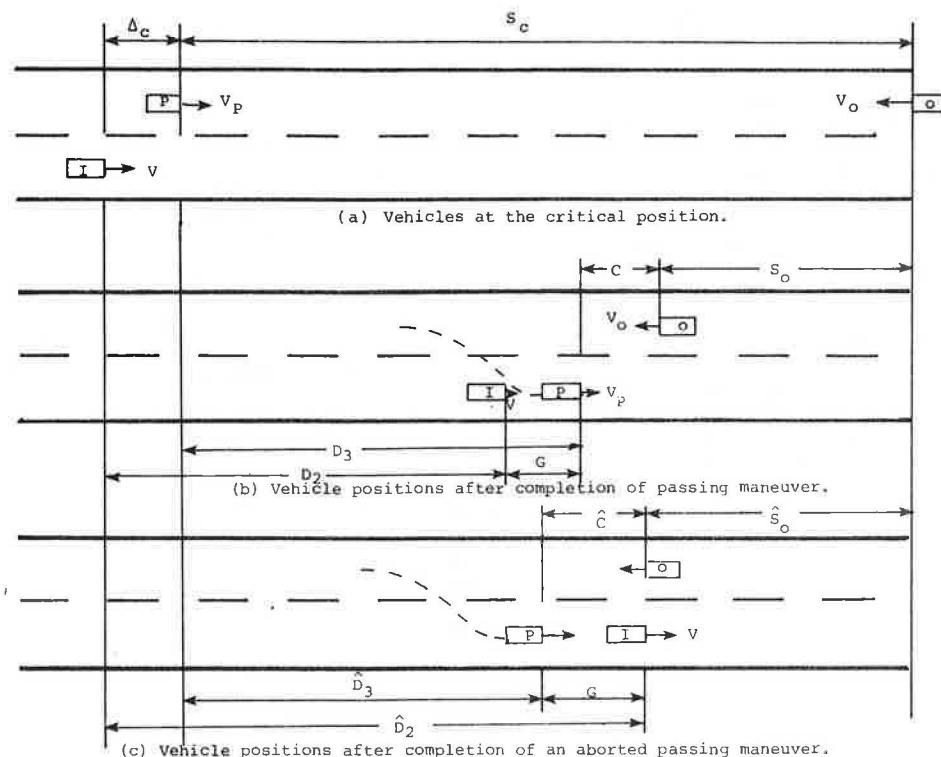 Δc Sc
P VP VO O
I V
(a) Vehicles at the critical position.
C SO
VO O
I V P VP
D3
D2 G
(b) Vehicle positions after completion of passing maneuver.
Ĉ ŜO
O
P I V
D̂3 G
D̂2
(c) Vehicle positions after completion of an aborted passing maneuver.